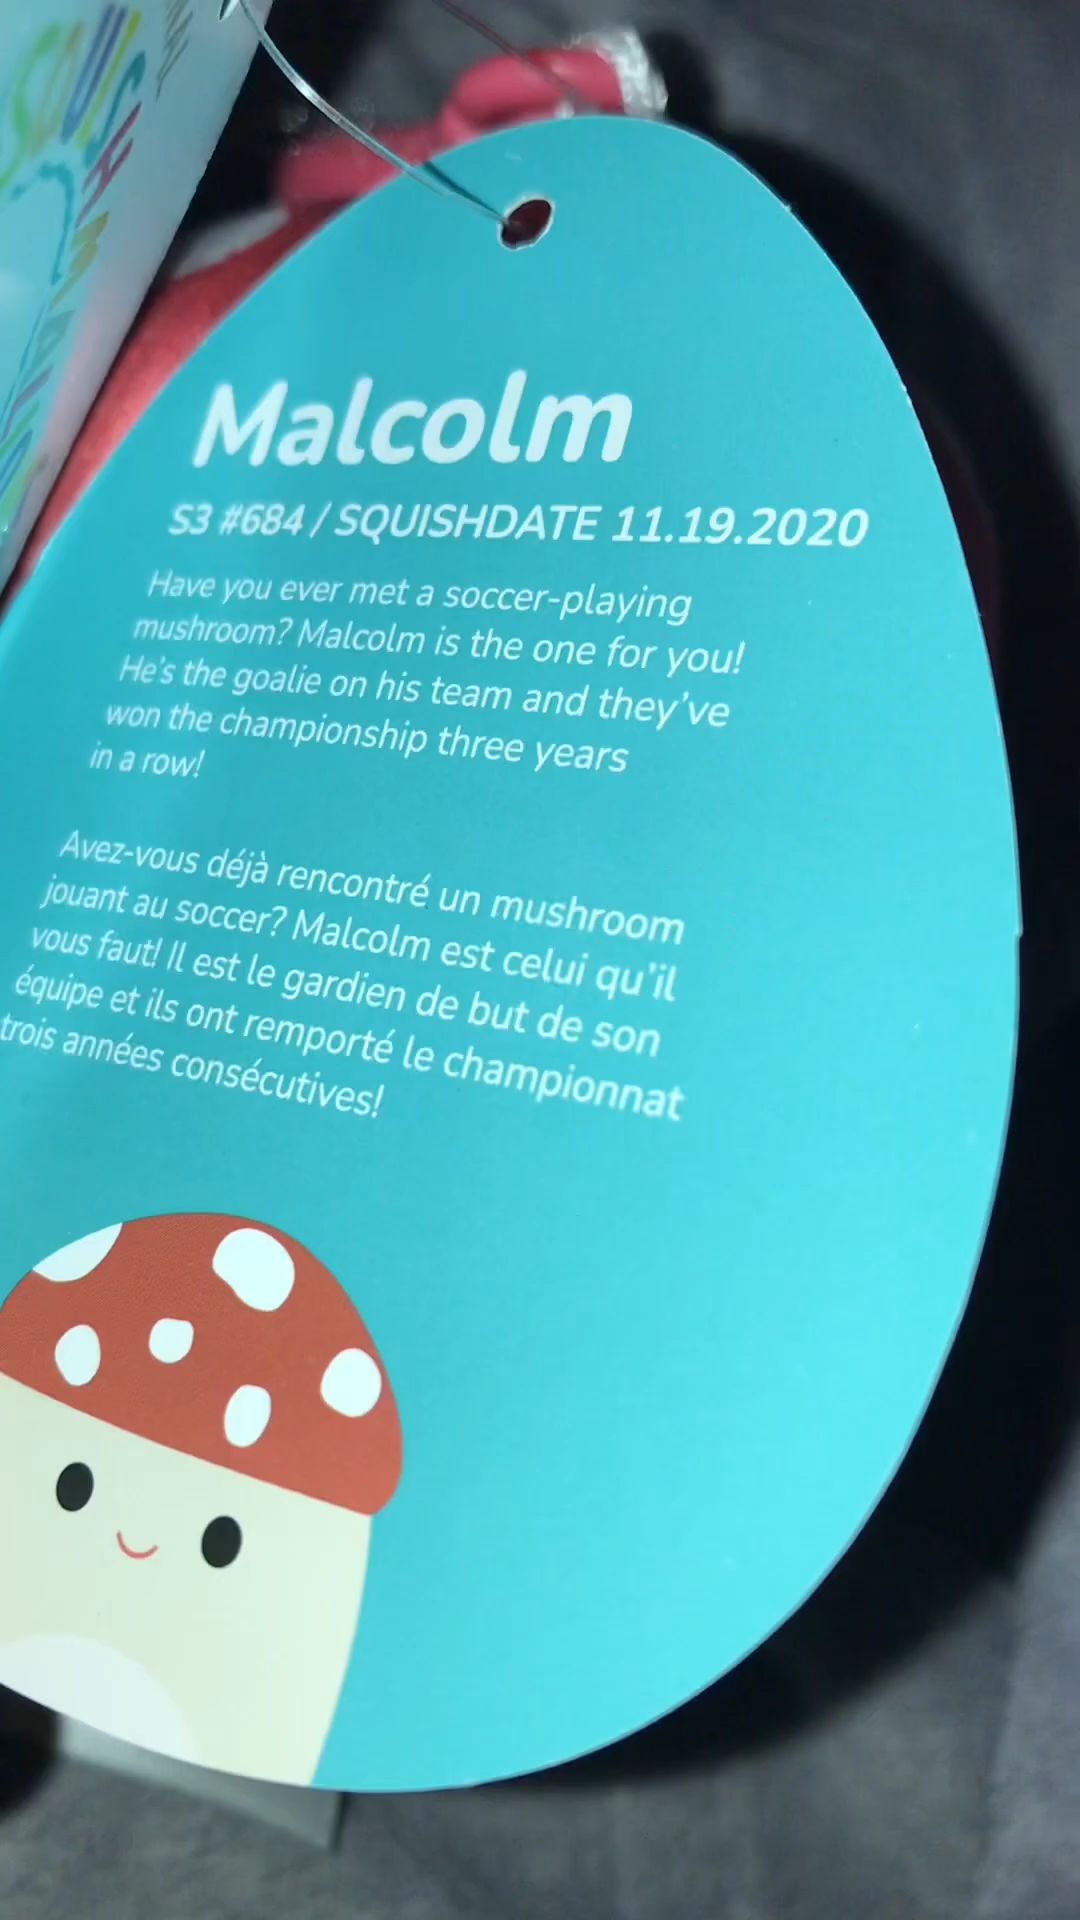 SQUISHMALLOWS
Malcolm
S3 #684 / SQUISHDATE 11.19.2020
Have you ever met a soccer-playing
mushroom? Malcolm is the one for you!
He's the goalie on his team and they've
won the championship three years
in a row!
Avez-vous déjà rencontré un mushroom
jouant au soccer? Malcolm est celui qu'il
vous faut! Il est le gardien de but de son
équipe et ils ont remporté le championnat
trois années consécutives!